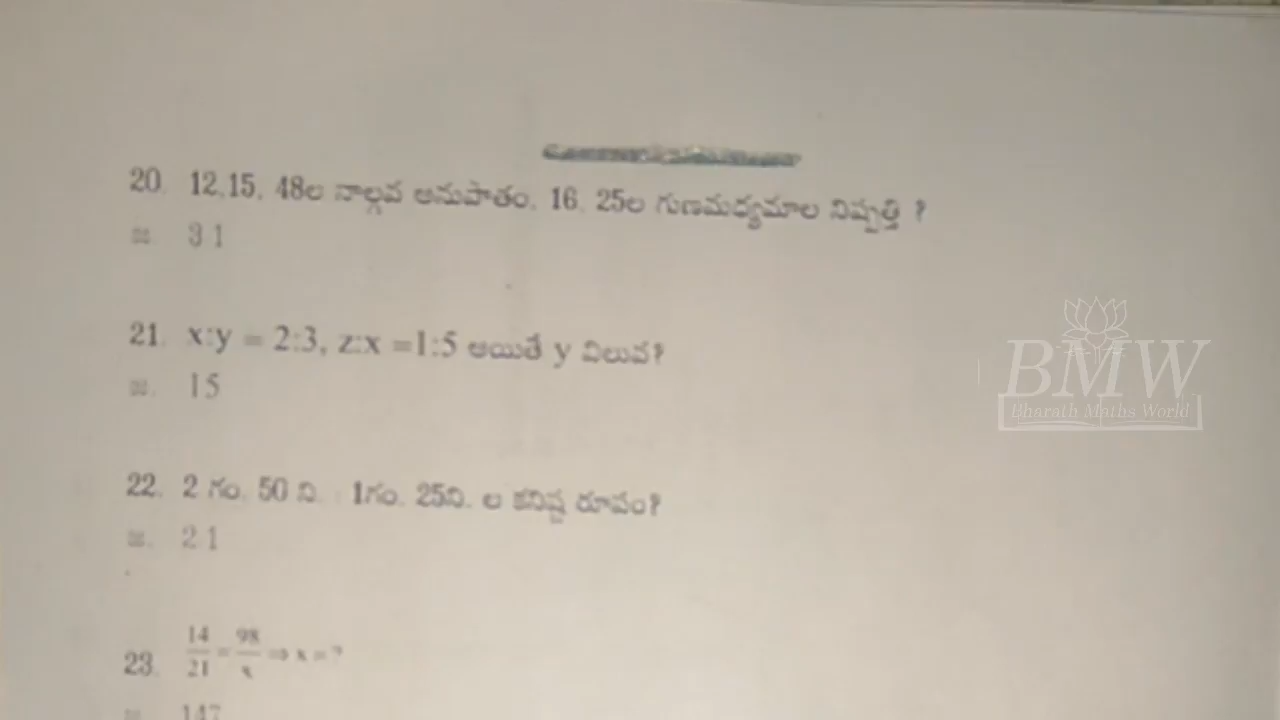 20. 12,15, 48ల నాల్గవ అనుపాతం, 16, 25ల గుణమధ్యమాల నిష్పత్తి ?
జ. 3 1
21. x:y = 2:3, z:x =1:5 అయితే y విలువ?
జ. 15
22. 2 గం. 50 ని. 1గం. 25ని. ల కనిష్ట రూపం?
జ. 2 1
23. 14/21 = 98/x ⇒ x = ?
147
BMW
Bharath Maths World